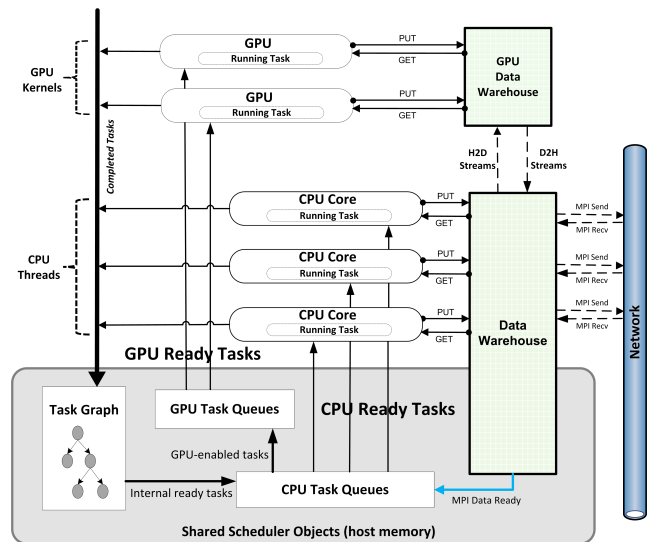 GPU
Kernels
Completed Tasks
CPU
Threads
GPU
Running Task
PUT
GET
GPU
Running Task
PUT
GET
GPU
Data
Warehouse
H2D
Streams
D2H
Streams
CPU Core
Running Task
PUT
GET
CPU Core
Running Task
PUT
GET
CPU Core
Running Task
PUT
GET
Data
Warehouse
MPI Send
MPI Recv
MPI Send
MPI Recv
MPI Send
MPI Recv
Network
GPU Ready Tasks
CPU Ready Tasks
Task Graph
GPU Task Queues
GPU-enabled tasks
Internal ready tasks
CPU Task Queues
MPI Data Ready
Shared Scheduler Objects (host memory)